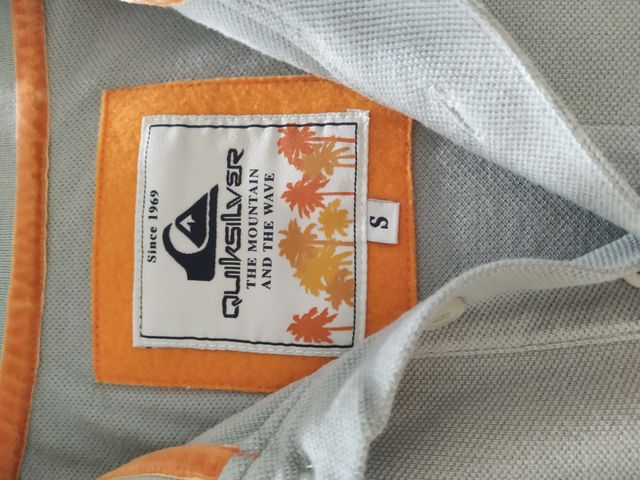 Since 1969
QUIKSILVER
THE MOUNTAIN
AND THE WAVE
S